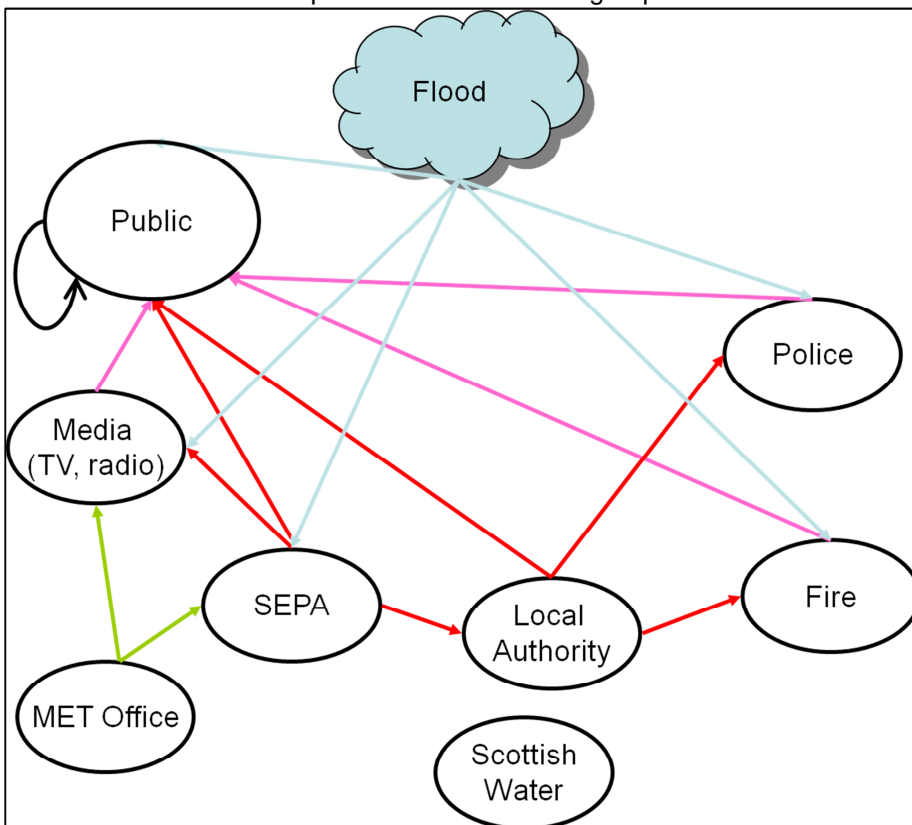 Flood
Public
Police
Media
(TV, radio)
SEPA
Local
Authority
Fire
MET Office
Scottish
Water